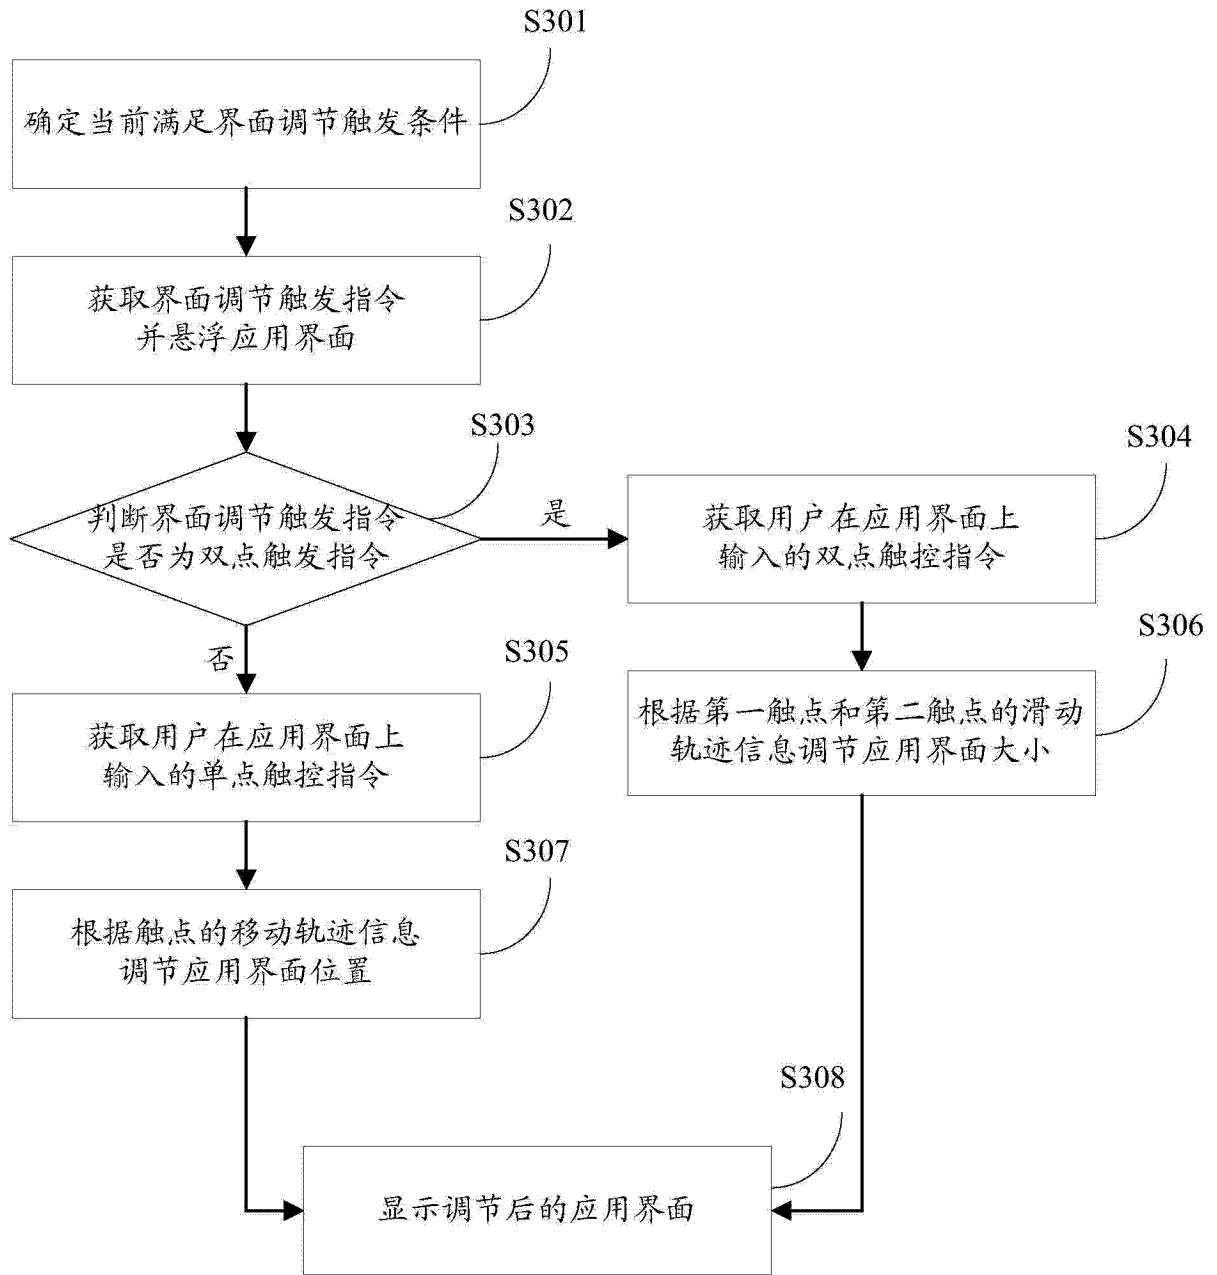 S301
确定当前满足界面调节触发条件
S302
获取界面调节触发指令
并悬浮应用界面
S303
判断界面调节触发指令
是否为双点触发指令
是
S304
获取用户在应用界面上
输入的双点触控指令
否
S305
获取用户在应用界面上
输入的单点触控指令
S306
根据第一触点和第二触点的滑动
轨迹信息调节应用界面大小
S307
根据触点的移动轨迹信息
调节应用界面位置
S308
显示调节后的应用界面